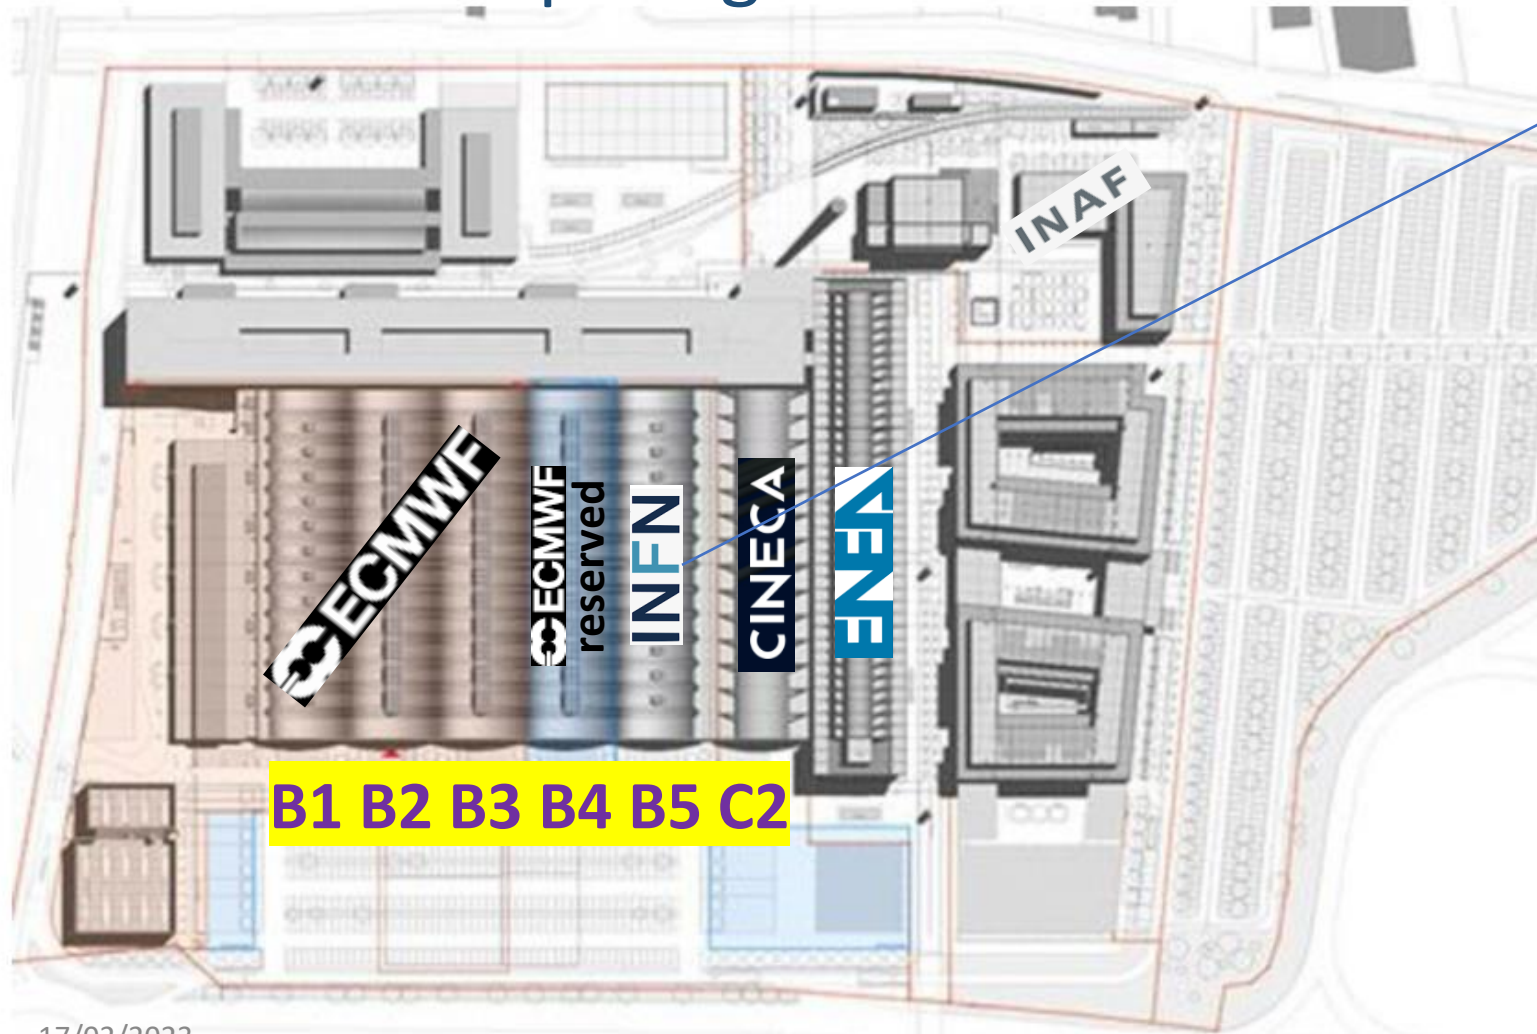 INAF
ECMWF
ECMWF
reserved
INFN
CINECA
ENEA
B1 B2 B3 B4 B5 C2